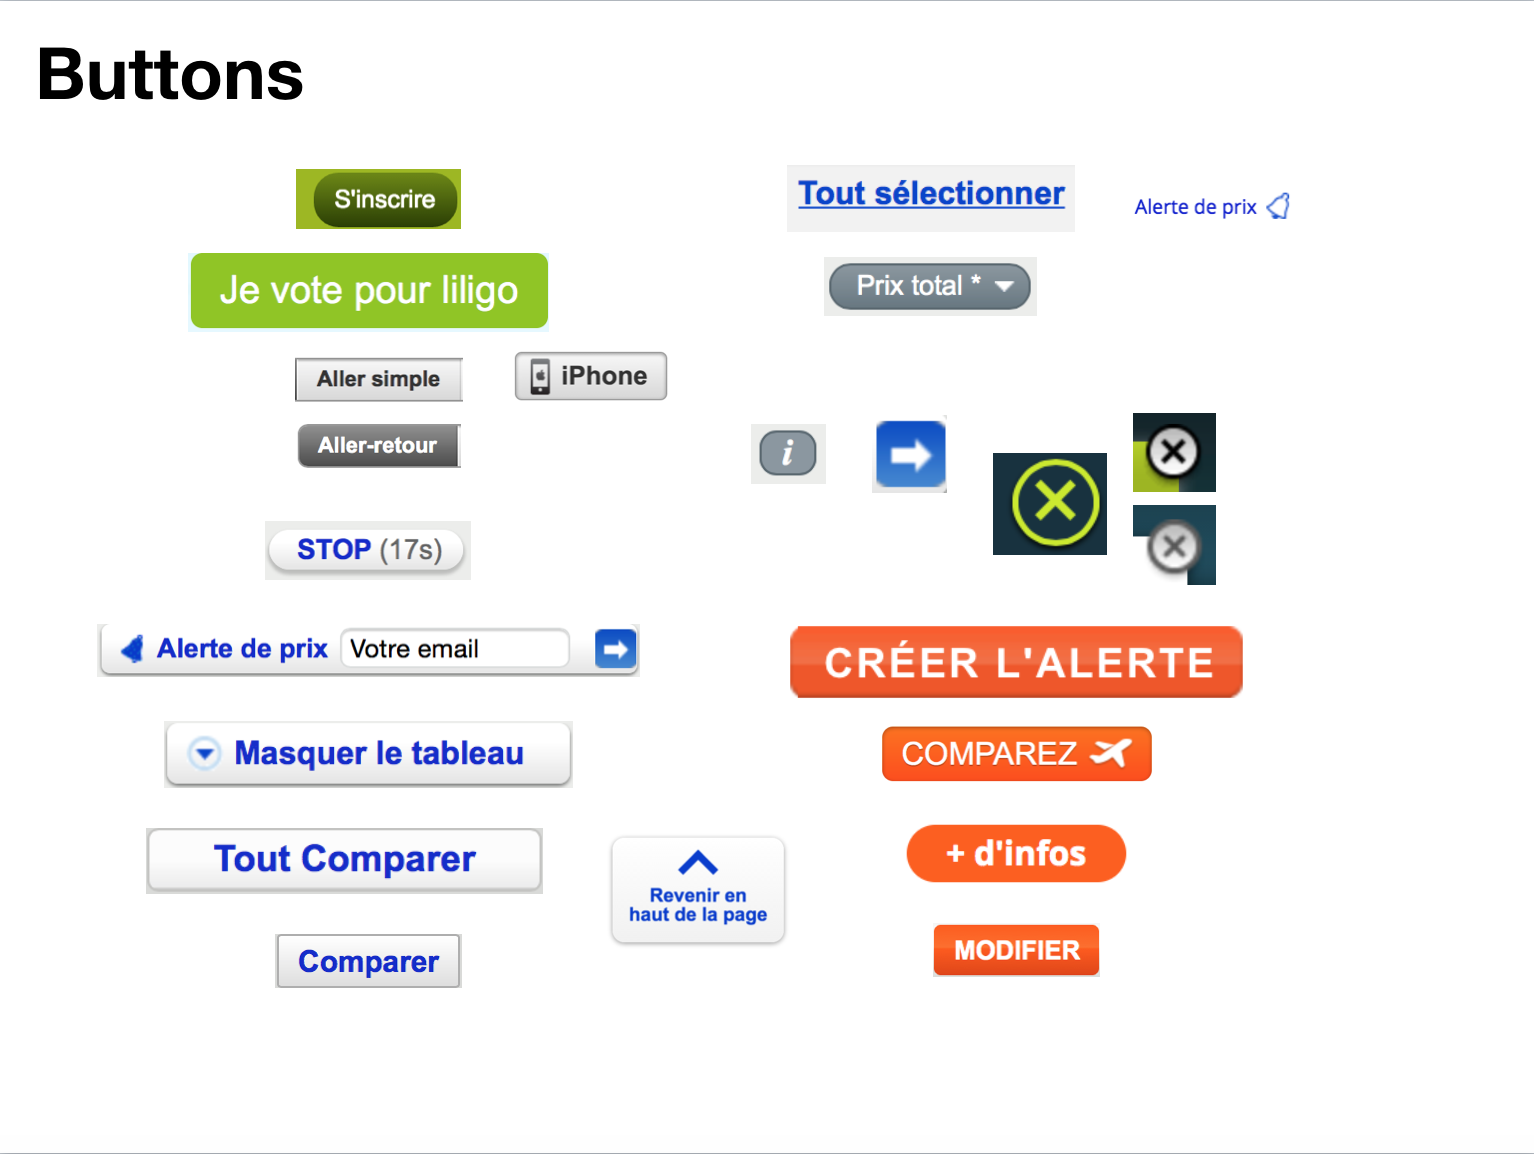 Buttons
S'inscrire
Tout sélectionner
Alerte de prix
Je vote pour liligo
Prix total *
Aller simple
iPhone
Aller-retour
i
STOP (17s)
Alerte de prix Votre email
CRÉER L'ALERTE
Masquer le tableau
COMPAREZ
Tout Comparer
+ d'infos
Revenir en
haut de la page
Comparer
MODIFIER